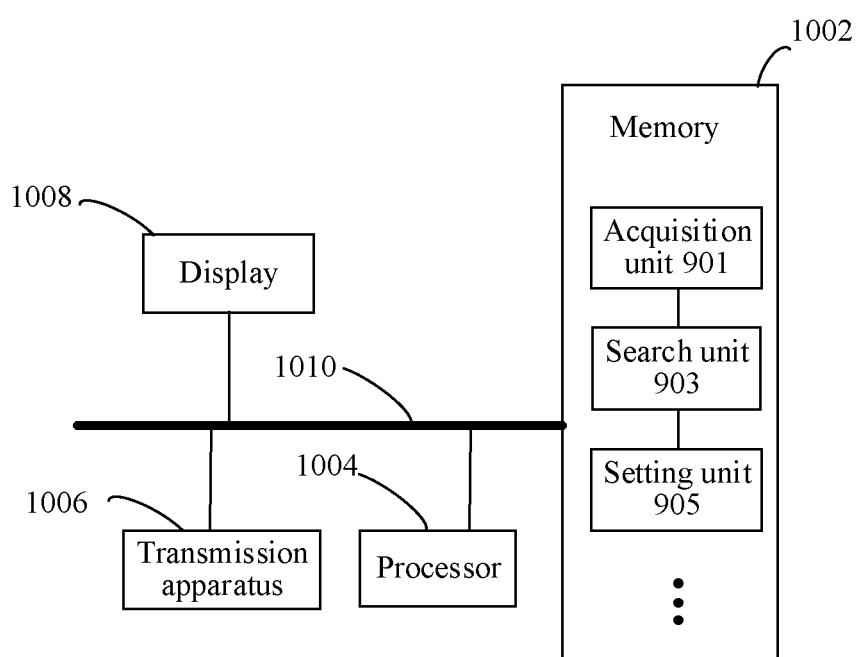 1002
Memory
1008
Acquisition
unit 901
Display
Search unit
903
1010
1004
Setting unit
905
1006
Transmission
apparatus
Processor